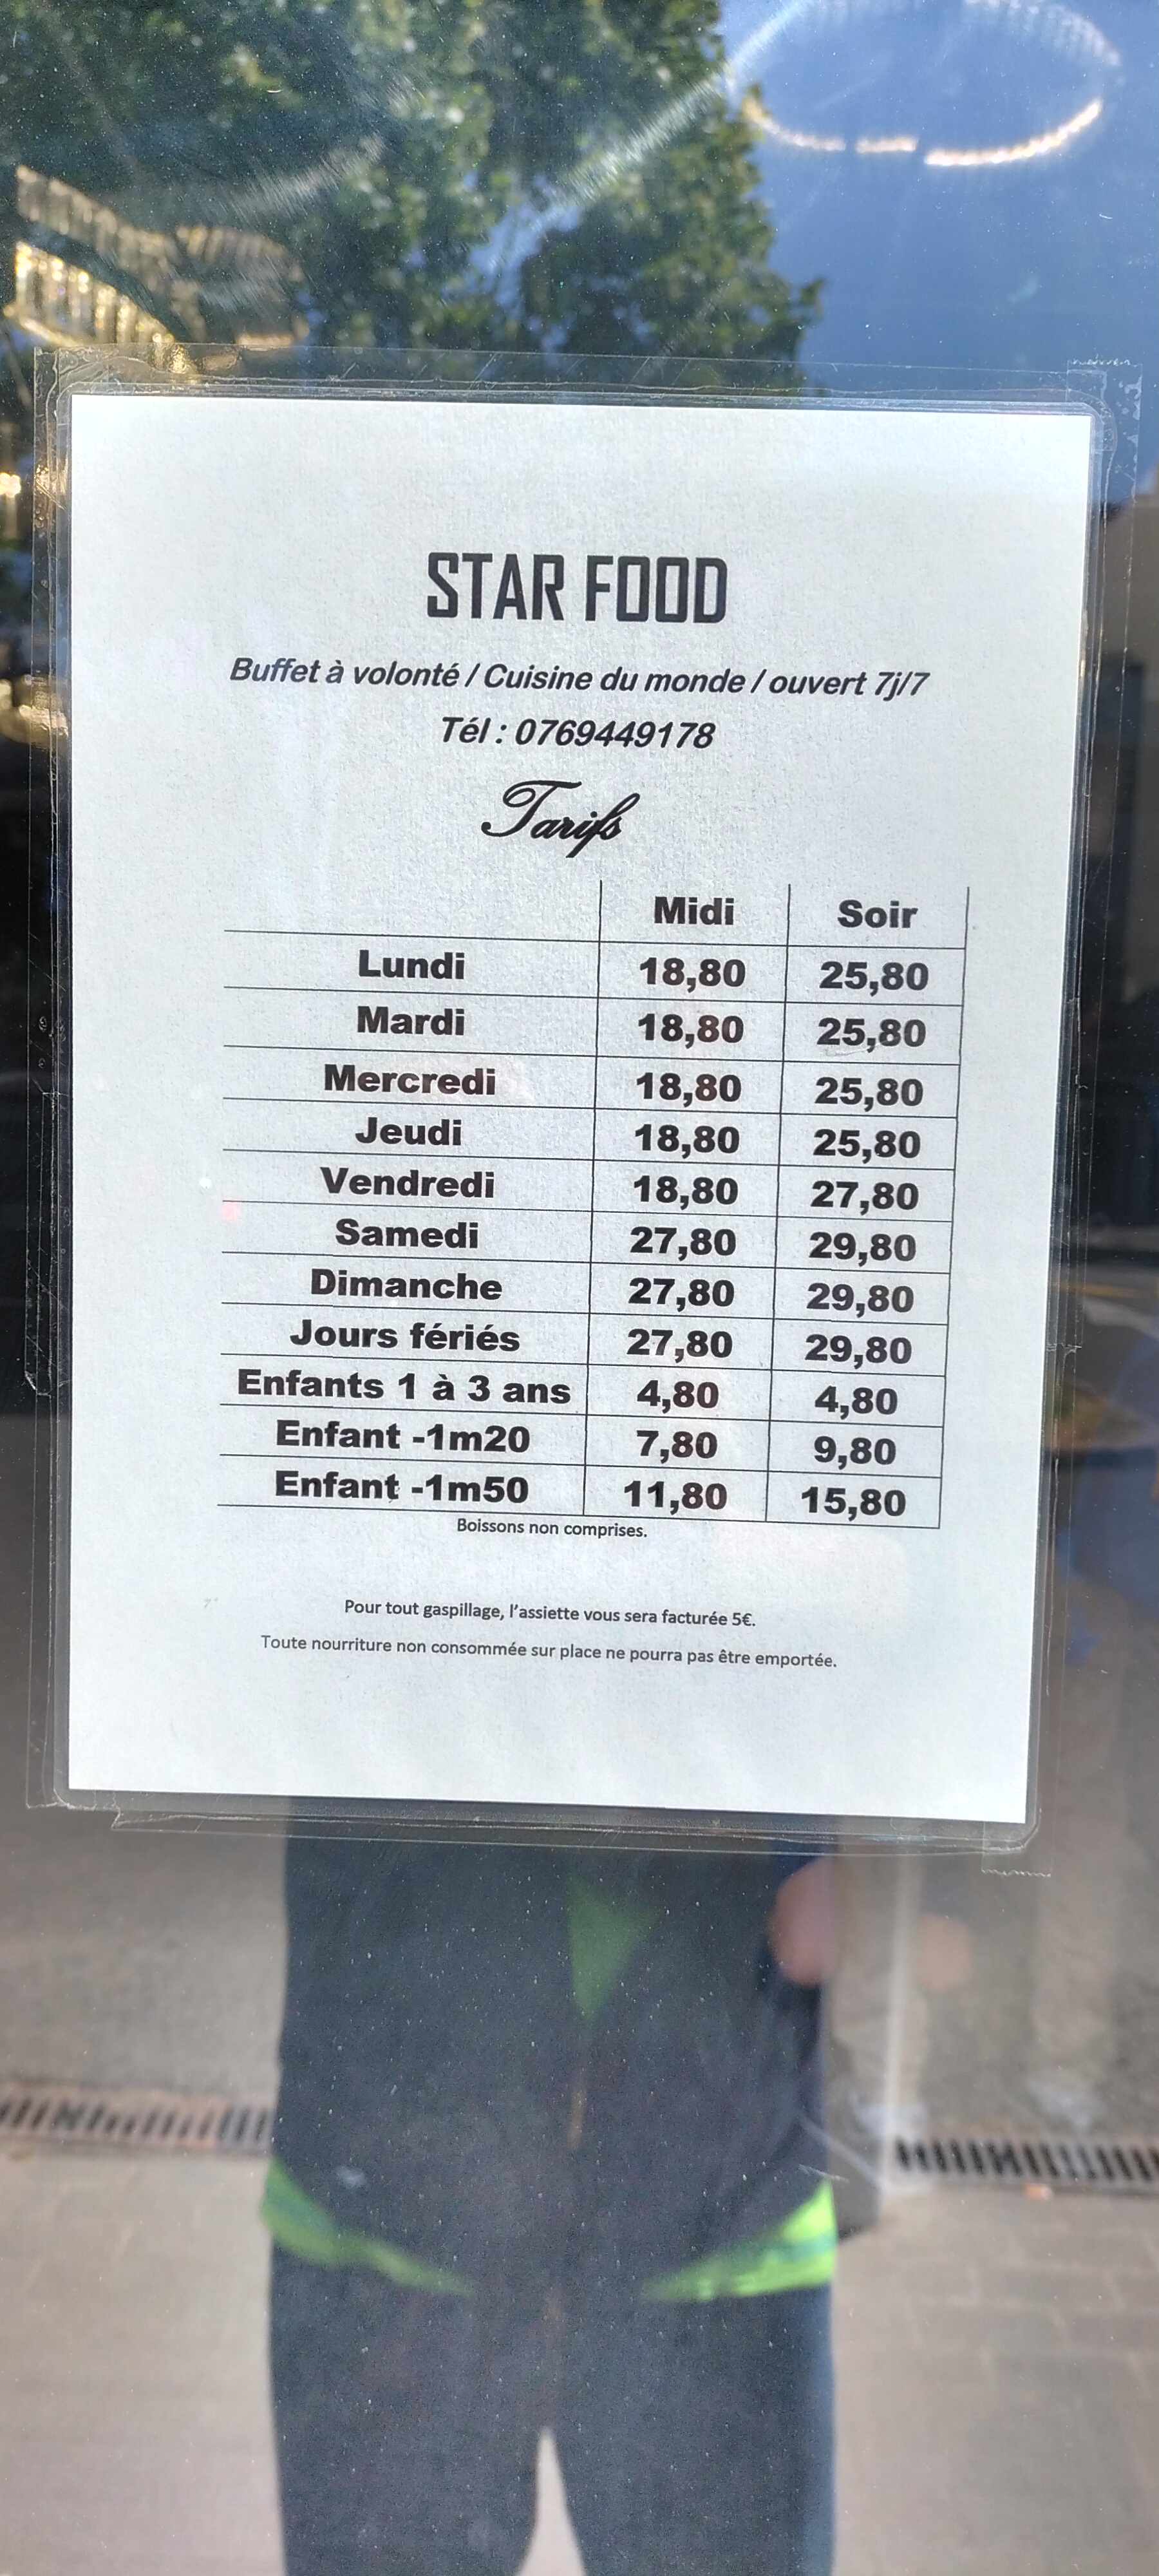 STAR FOOD
Buffet à volonté / Cuisine du monde / ouvert 7j/7
Tél : 0769449178
Tarifs
Midi Soir
Lundi 18,80 25,80
Mardi 18,80 25,80
Mercredi 18,80 25,80
Jeudi 18,80 25,80
Vendredi 18,80 27,80
Samedi 27,80 29,80
Dimanche 27,80 29,80
Jours fériés 27,80 29,80
Enfants 1 à 3 ans 4,80 4,80
Enfant -1m20 7,80 9,80
Enfant -1m50 11,80 15,80
Boissons non comprises.
Pour tout gaspillage, l'assiette vous sera facturée 5€.
Toute nourriture non consommée sur place ne pourra pas être emportée.